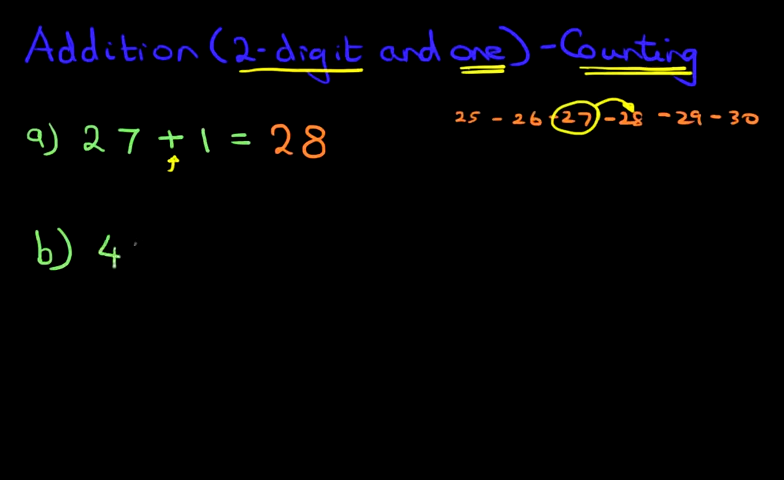 Addition (2-digit and one) - Counting
25 - 26 - 27 - 28 - 29 - 30
a) 27 + 1 = 28
b) 4